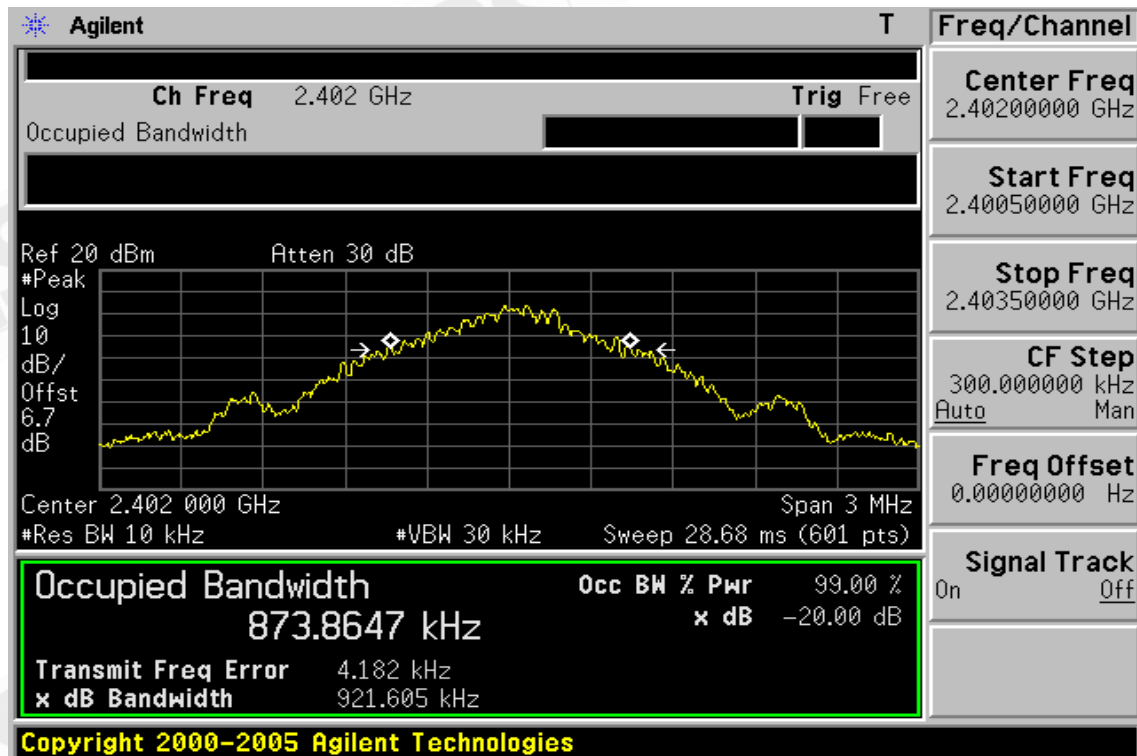 Agilent T
Ch Freq 2.402 GHz Trig Free
Occupied Bandwidth
Ref 20 dBm Atten 30 dB
#Peak
Log
10
dB/
Offst
6.7
dB
Center 2.402 000 GHz Span 3 MHz
#Res BW 10 kHz #VBW 30 kHz Sweep 28.68 ms (601 pts)
Occupied Bandwidth Occ BW % Pwr 99.00 %
873.8647 kHz x dB -20.00 dB
Transmit Freq Error 4.182 kHz
x dB Bandwidth 921.605 kHz
Copyright 2000-2005 Agilent Technologies
Freq/Channel
Center Freq
2.40200000 GHz
Start Freq
2.40050000 GHz
Stop Freq
2.40350000 GHz
CF Step
300.000000 kHz
Auto Man
Freq Offset
0.00000000 Hz
Signal Track
On Off